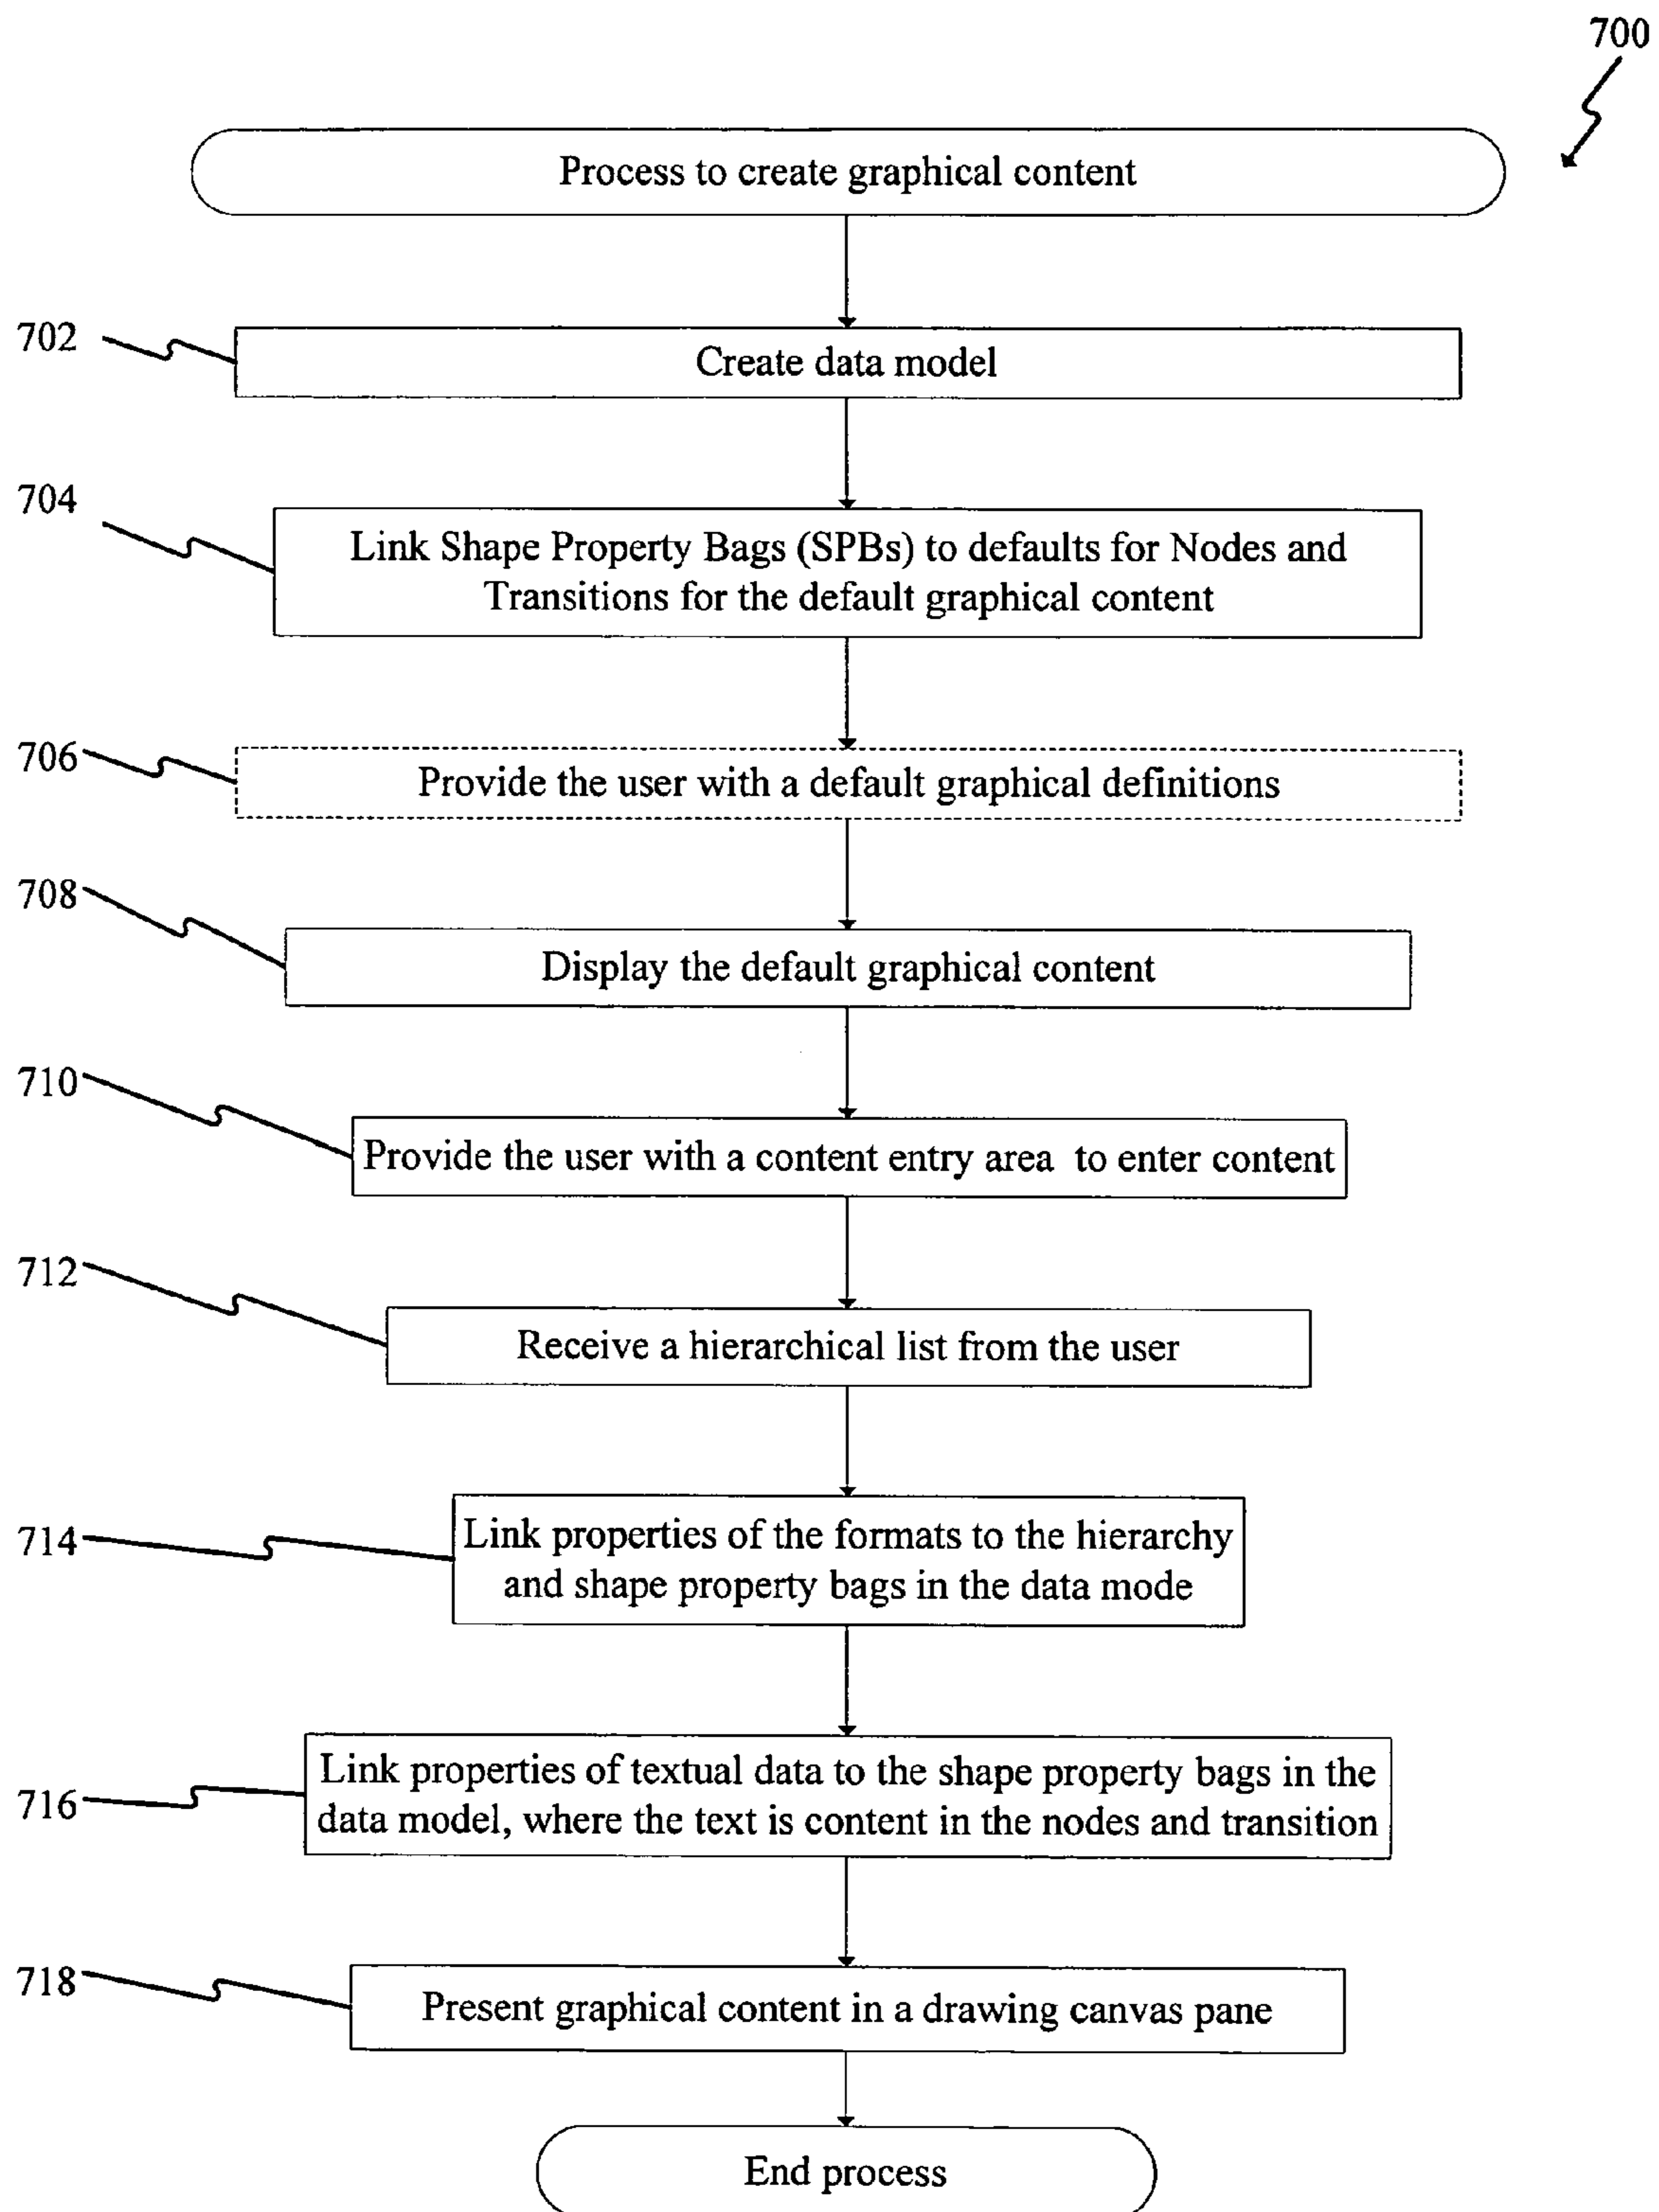 700
Process to create graphical content
702
Create data model
704
Link Shape Property Bags (SPBs) to defaults for Nodes and
Transitions for the default graphical content
706
Provide the user with a default graphical definitions
708
Display the default graphical content
710
Provide the user with a content entry area to enter content
712
Receive a hierarchical list from the user
714
Link properties of the formats to the hierarchy
and shape property bags in the data mode
716
Link properties of textual data to the shape property bags in the
data model, where the text is content in the nodes and transition
718
Present graphical content in a drawing canvas pane
End process